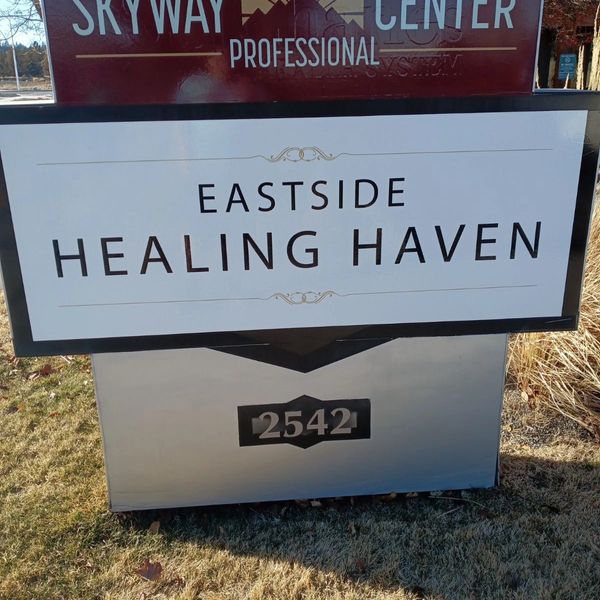 SKYWAY CENTER
PROFESSIONAL
EASTSIDE
HEALING HAVEN
2542